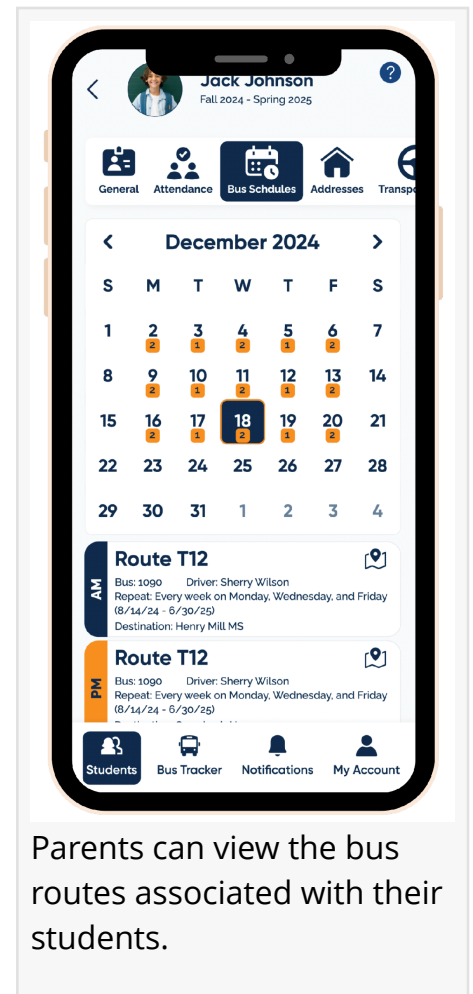 Jack Johnson
Fall 2024 - Spring 2025
?
General Attendance Bus Schdules Addresses Transpo
< December 2024 >
S M T W T F S
1 2 3 4 5 6 7
2 1 2 1 2
8 9 10 11 12 13 14
2 1 2 1 2
15 16 17 18 19 20 21
2 1 2 1 2
22 23 24 25 26 27 28
29 30 31 1 2 3 4
AM
Route T12
Bus: 1090 Driver: Sherry Wilson
Repeat: Every week on Monday, Wednesday, and Friday
(8/14/24 - 6/30/25)
Destination: Henry Mill MS
PM
Route T12
Bus: 1090 Driver: Sherry Wilson
Repeat: Every week on Monday, Wednesday, and Friday
(8/14/24 - 6/30/25)
Students Bus Tracker Notifications My Account
Parents can view the bus
routes associated with their
students.